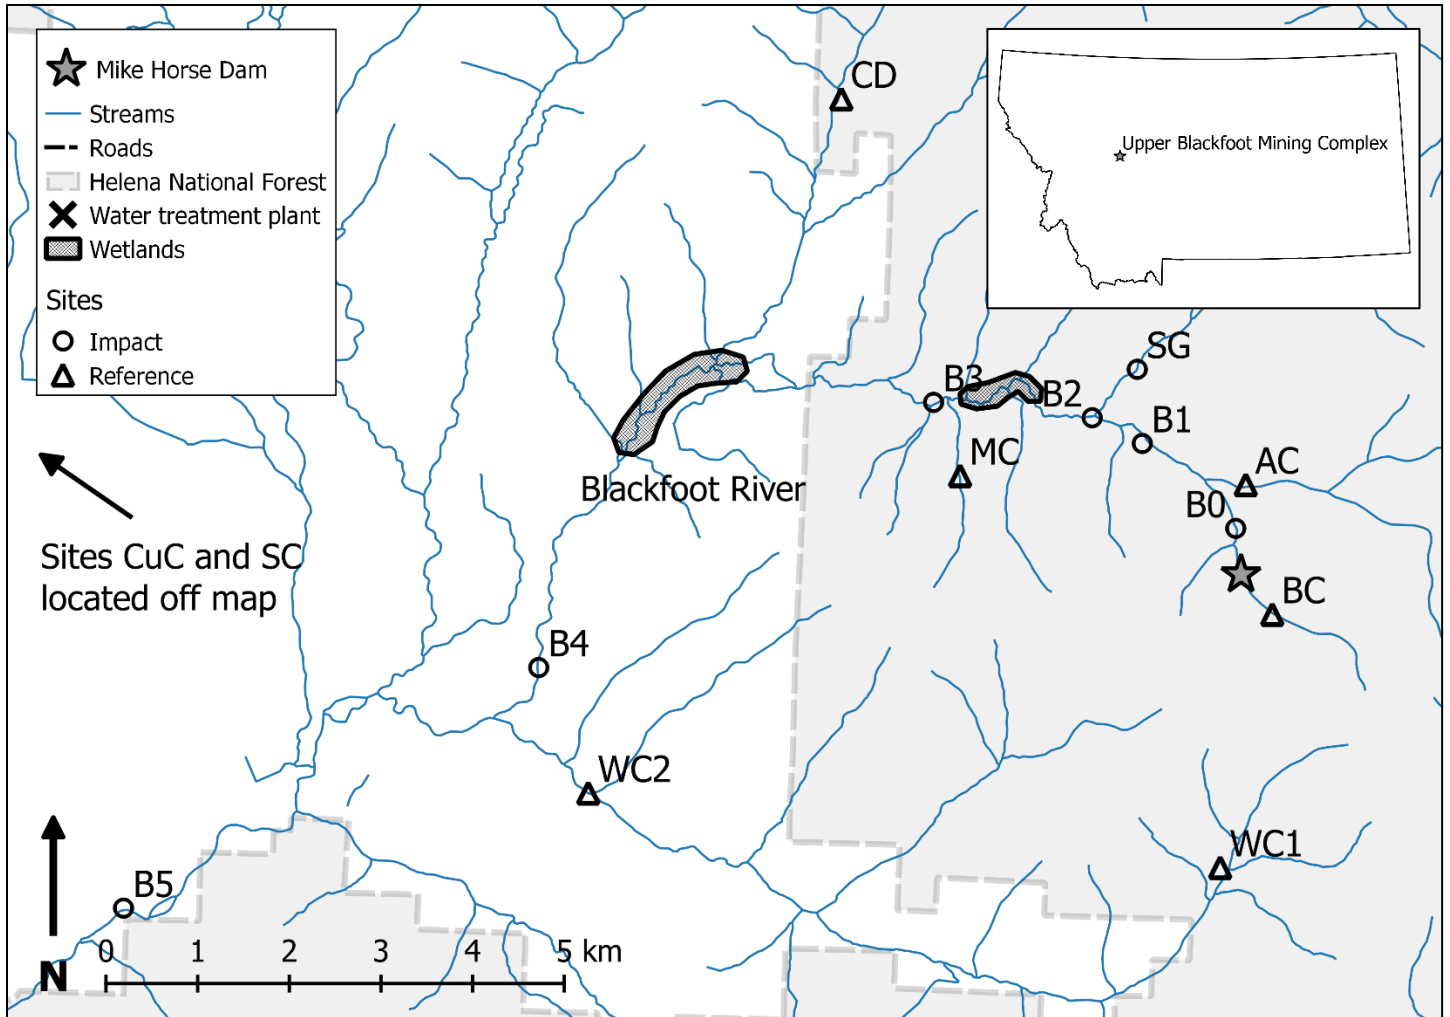 Mike Horse Dam
Streams
Roads
Helena National Forest
Water treatment plant
Wetlands
Sites
Impact
Reference
CD
Upper Blackfoot Mining Complex
SG
B3
B2
B1
MC
AC
Blackfoot River
B0
Sites CuC and SC
located off map
BC
B4
WC2
WC1
B5
0 1 2 3 4 5 km
N